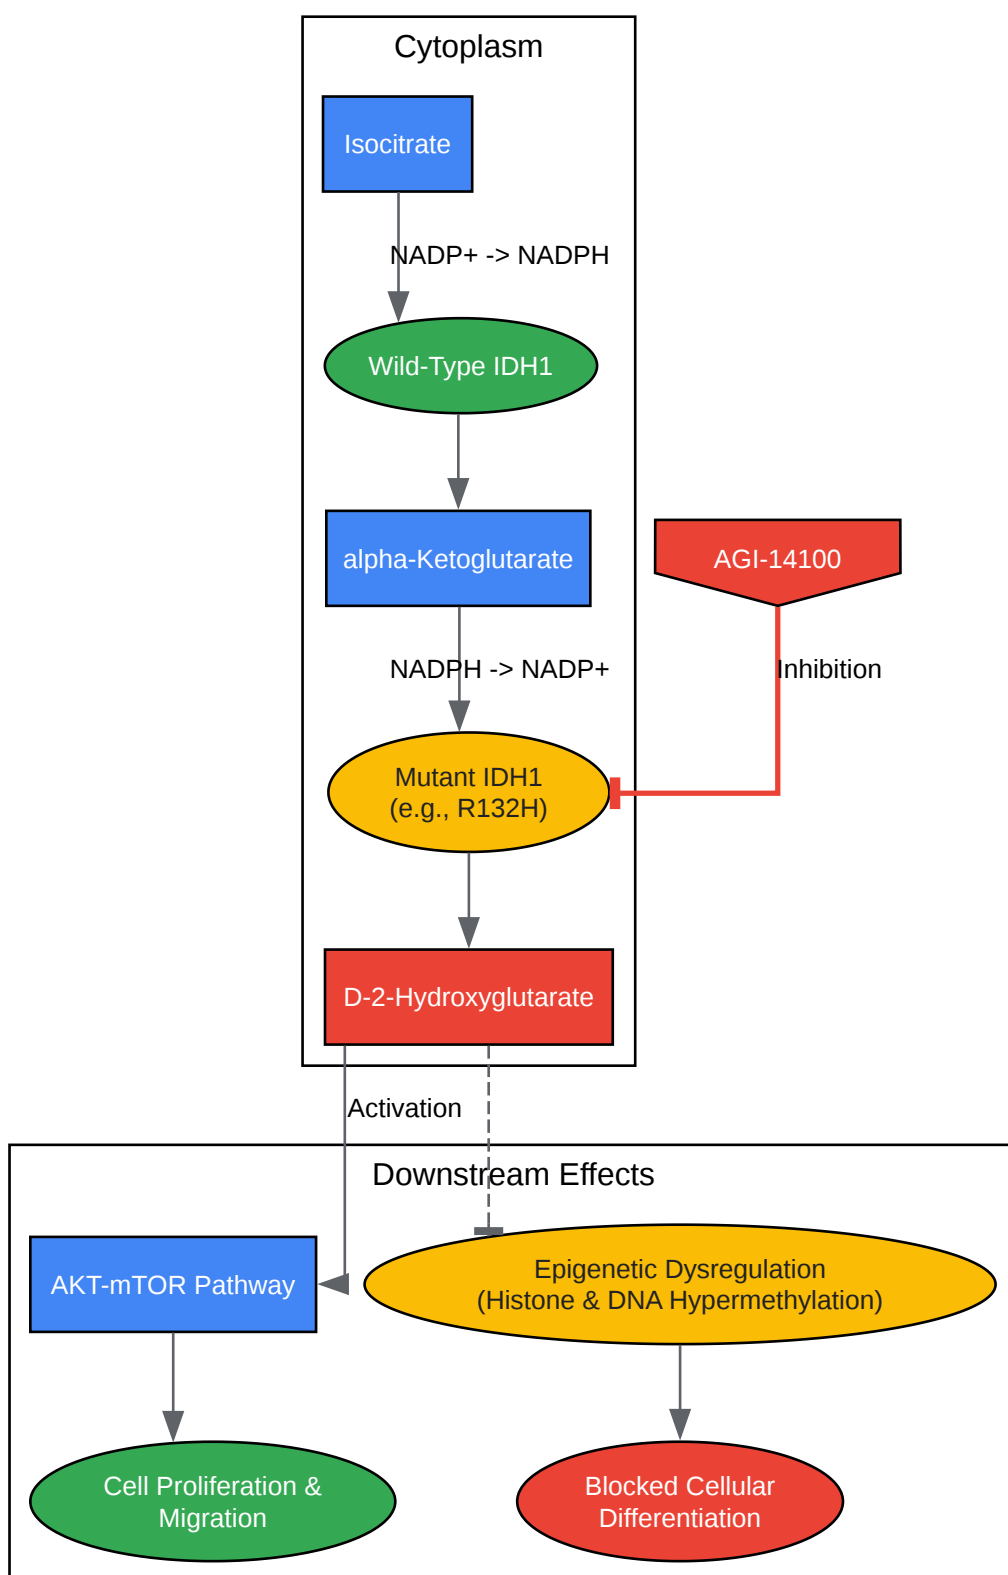 Cytoplasm
Isocitrate
NADP+ -> NADPH
Wild-Type IDH1
alpha-Ketoglutarate
AGI-14100
NADPH -> NADP+
Inhibition
Mutant IDH1
(e.g., R132H)
D-2-Hydroxyglutarate
Activation
Downstream Effects
AKT-mTOR Pathway
Epigenetic Dysregulation
(Histone & DNA Hypermethylation)
Cell Proliferation &
Migration
Blocked Cellular
Differentiation